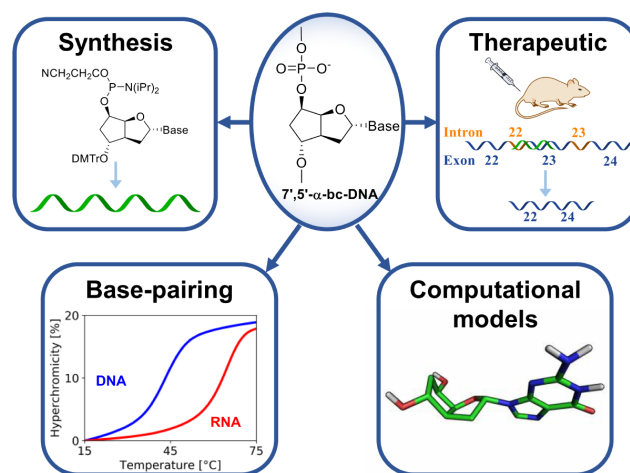 Synthesis
NCH₂CH₂CO
P—N(iPr)₂
O
O
Base
DMTrO
O
O=P-O⁻
O
O
Base
O
7',5'-α-bc-DNA
Therapeutic
Intron 22 23
Exon 22 23 24
22 24
Base-pairing
Hyperchromicity [%]
20
10
0
DNA
RNA
15 45 75
Temperature [°C]
Computational
models